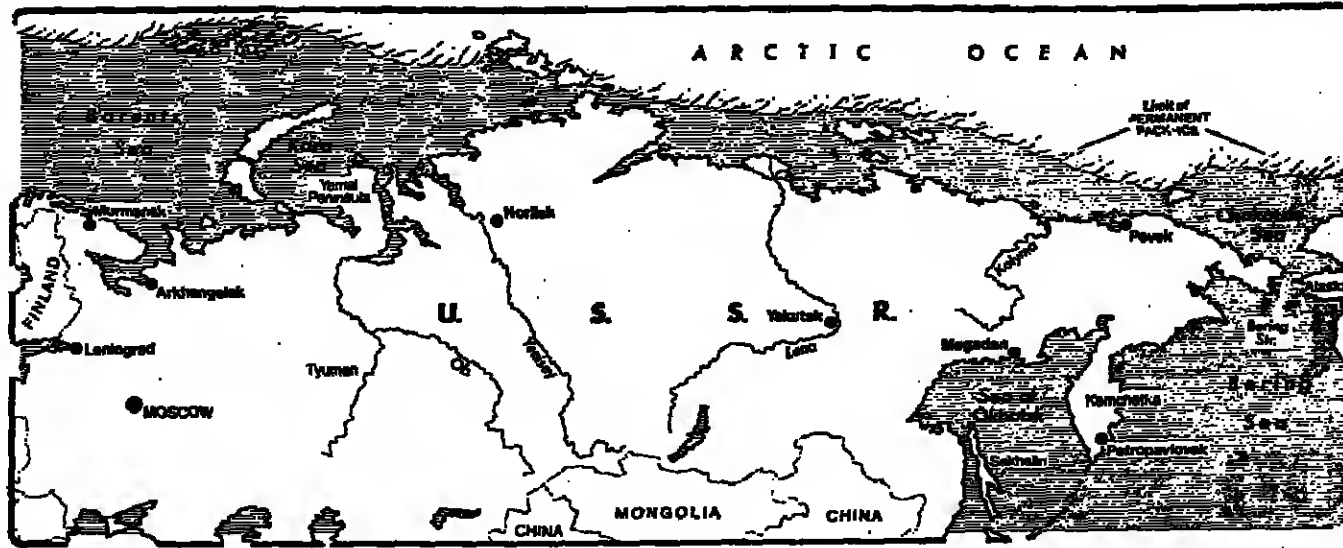 ARCTIC OCEAN
Limit of
PERMANENT
PACK-ICE
Barents
Sea
Kara
Sea
Yamal
Peninsula
Murmansk
Norilsk
Pevek
Kolyma
FINLAND
Arkhangelsk
Alaska
U. S. S. R.
Yakutsk
Bering
Str.
Leningrad
Magadan
Lena
Tyumen
Ob
Yenisei
Bering
Sea
MOSCOW
Sea of
Okhotsk
Kamchatka
Petropavlovsk
Sakhalin
CHINA
MONGOLIA
CHINA